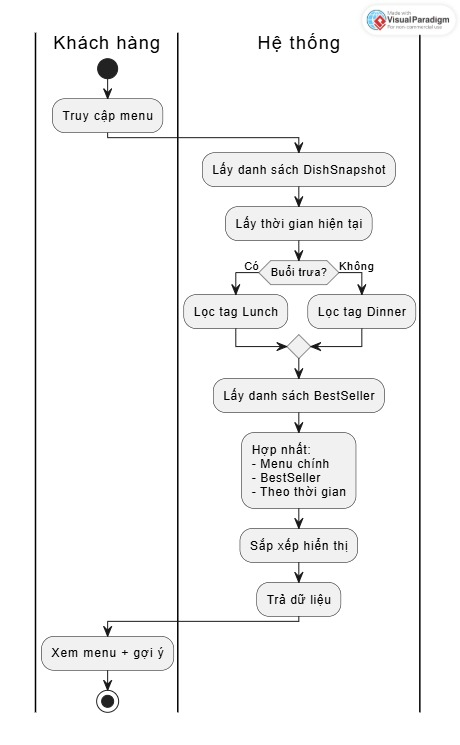 Made with
VisualParadigm
For non-commercial use
Khách hàng
Hệ thống
Truy cập menu
Lấy danh sách DishSnapshot
Lấy thời gian hiện tại
Có
Buổi trưa?
Không
Lọc tag Lunch
Lọc tag Dinner
Lấy danh sách BestSeller
Hợp nhất:
- Menu chính
- BestSeller
- Theo thời gian
Sắp xếp hiển thị
Trả dữ liệu
Xem menu + gợi ý